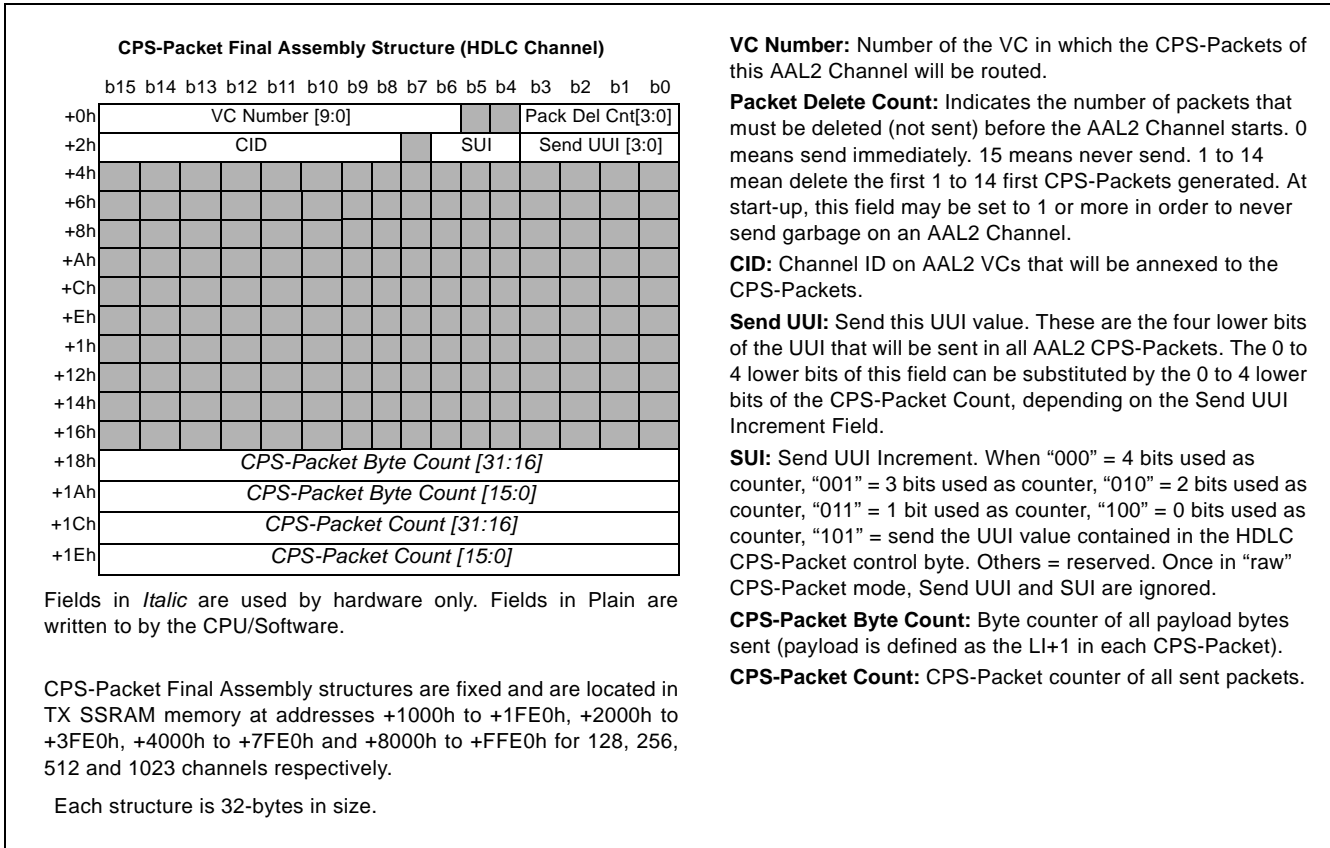 CPS-Packet Final Assembly Structure (HDLC Channel)
b15 b14 b13 b12 b11 b10 b9 b8 b7 b6 b5 b4 b3 b2 b1 b0
+0h VC Number [9:0] Pack Del Cnt[3:0]
+2h CID SUI Send UUI [3:0]
+4h
+6h
+8h
+Ah
+Ch
+Eh
+1h
+12h
+14h
+16h
+18h CPS-Packet Byte Count [31:16]
+1Ah CPS-Packet Byte Count [15:0]
+1Ch CPS-Packet Count [31:16]
+1Eh CPS-Packet Count [15:0]
Fields in Italic are used by hardware only. Fields in Plain are
written to by the CPU/Software.
CPS-Packet Final Assembly structures are fixed and are located in
TX SSRAM memory at addresses +1000h to +1FE0h, +2000h to
+3FE0h, +4000h to +7FE0h and +8000h to +FFE0h for 128, 256,
512 and 1023 channels respectively.
Each structure is 32-bytes in size.
VC Number: Number of the VC in which the CPS-Packets of
this AAL2 Channel will be routed.
Packet Delete Count: Indicates the number of packets that
must be deleted (not sent) before the AAL2 Channel starts. 0
means send immediately. 15 means never send. 1 to 14
mean delete the first 1 to 14 first CPS-Packets generated. At
start-up, this field may be set to 1 or more in order to never
send garbage on an AAL2 Channel.
CID: Channel ID on AAL2 VCs that will be annexed to the
CPS-Packets.
Send UUI: Send this UUI value. These are the four lower bits
of the UUI that will be sent in all AAL2 CPS-Packets. The 0 to
4 lower bits of this field can be substituted by the 0 to 4 lower
bits of the CPS-Packet Count, depending on the Send UUI
Increment Field.
SUI: Send UUI Increment. When “000” = 4 bits used as
counter, “001” = 3 bits used as counter, “010” = 2 bits used as
counter, “011” = 1 bit used as counter, “100” = 0 bits used as
counter, “101” = send the UUI value contained in the HDLC
CPS-Packet control byte. Others = reserved. Once in “raw”
CPS-Packet mode, Send UUI and SUI are ignored.
CPS-Packet Byte Count: Byte counter of all payload bytes
sent (payload is defined as the LI+1 in each CPS-Packet).
CPS-Packet Count: CPS-Packet counter of all sent packets.